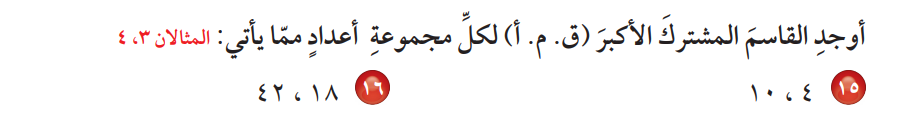 أوجدِ القاسمَ المشتركَ الأكبرَ (ق. م. أ) لكلِّ مجموعةِ أعدادٍ ممّا يأتي: المثالان ٣، ٤
١٥ ٤ ، ١٠ ١٦ ١٨ ، ٤٢